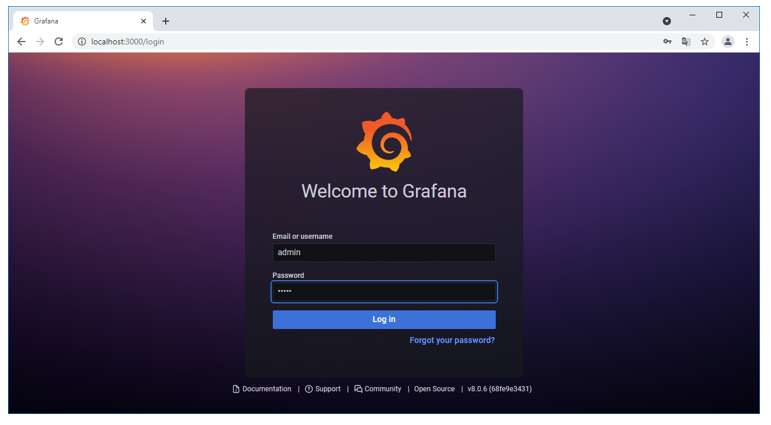 Grafana
localhost:3000/login
Welcome to Grafana
Email or username
admin
Password
•••••
Log in
Forgot your password?
Documentation | Support | Community | Open Source | v8.0.6 (68fe9e3431)